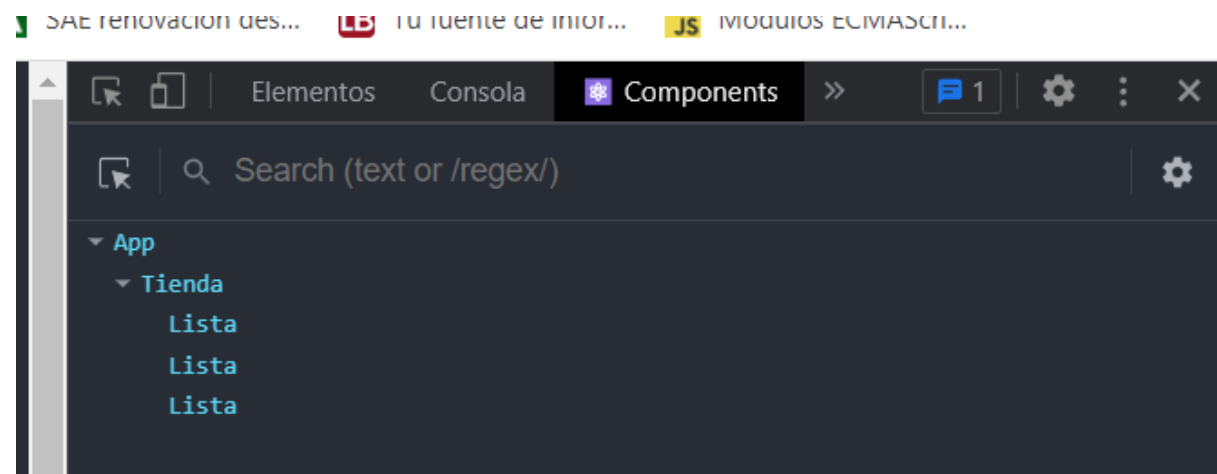 SAE renovación des... LB Tu fuente de infor... JS Módulos ECMAScri...
Elementos Consola Components » 1
Search (text or /regex/)
App
Tienda
Lista
Lista
Lista